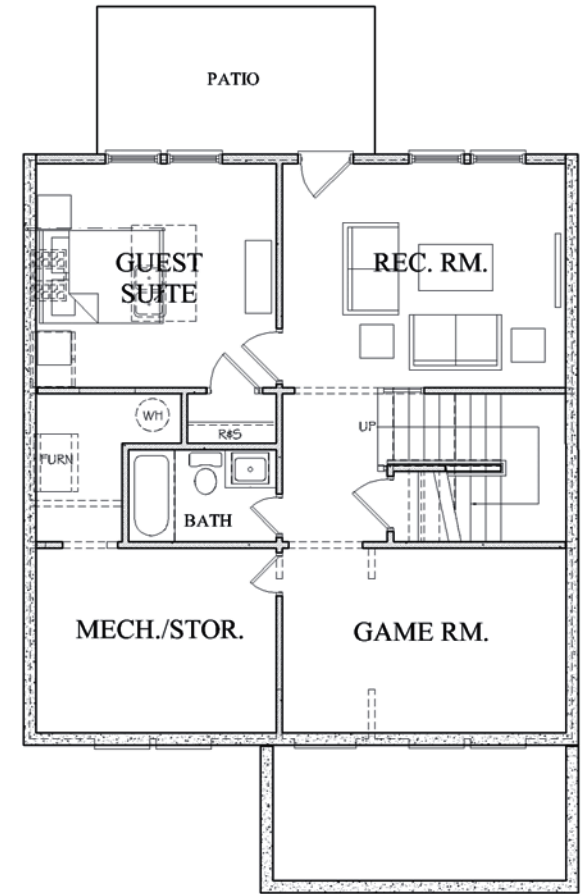 PATIO
GUEST
SUITE
REC. RM.
WH
R&S
UP
FURN
BATH
MECH./STOR.
GAME RM.